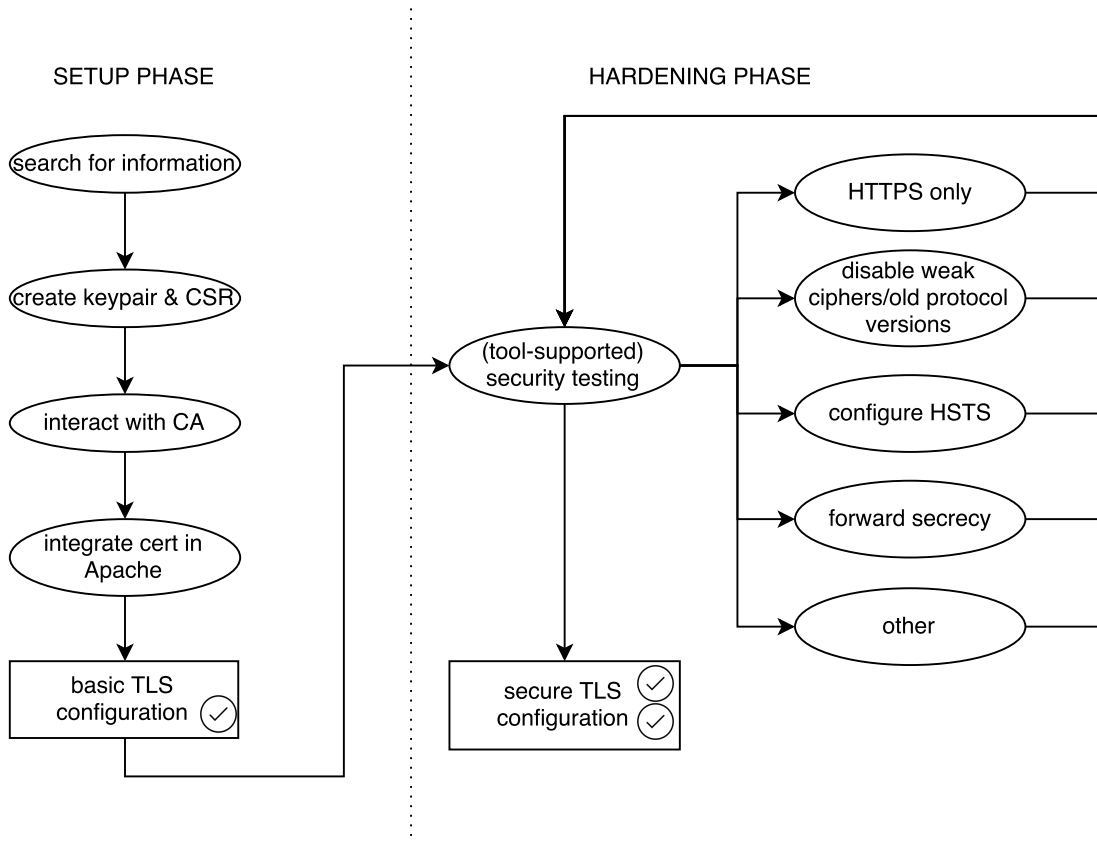 SETUP PHASE
search for information
create keypair & CSR
interact with CA
integrate cert in
Apache
basic TLS
configuration
HARDENING PHASE
(tool-supported)
security testing
secure TLS
configuration
HTTPS only
disable weak
ciphers/old protocol
versions
configure HSTS
forward secrecy
other